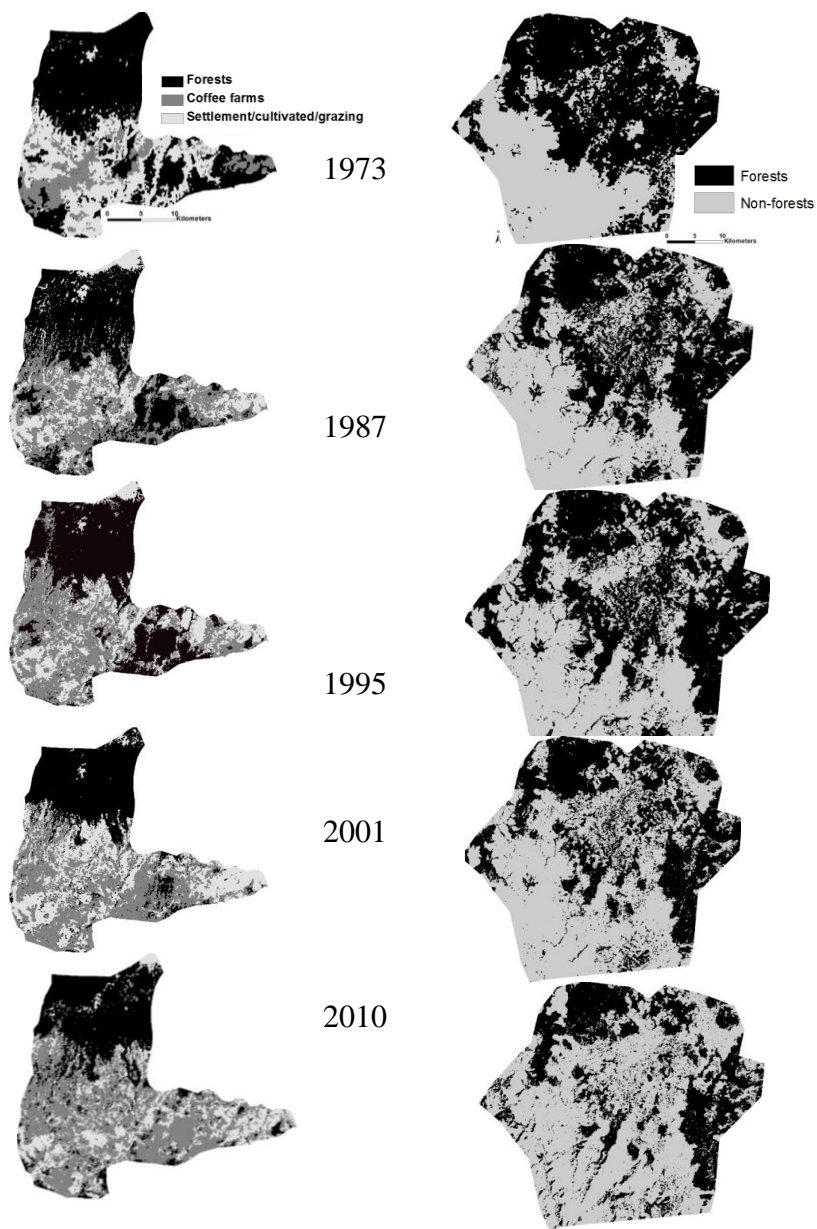 Forests
Coffee farms
Settlement/cultivated/grazing
0 5 10
Kilometers
1973
Forests
Non-forests
N
0 5 10
Kilometers
1987
1995
2001
2010